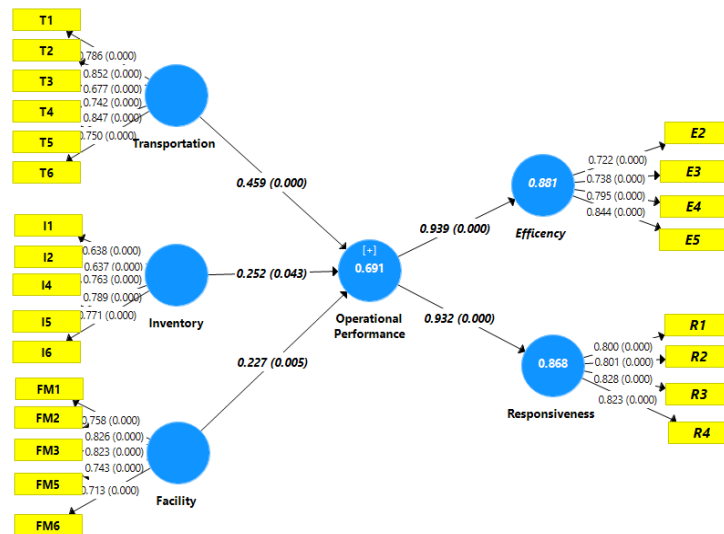 T1
T2
T3
T4
T5
T6
0.786 (0.000)
0.852 (0.000)
0.677 (0.000)
0.742 (0.000)
0.847 (0.000)
0.750 (0.000)
Transportation
I1
I2
I4
I5
I6
0.638 (0.000)
0.637 (0.000)
0.763 (0.000)
0.789 (0.000)
0.771 (0.000)
Inventory
FM1
FM2
FM3
FM5
FM6
0.758 (0.000)
0.826 (0.000)
0.823 (0.000)
0.743 (0.000)
0.713 (0.000)
Facility
0.459 (0.000)
0.252 (0.043)
0.227 (0.005)
[+]
0.691
Operational
Performance
0.939 (0.000)
0.932 (0.000)
0.881
Efficency
0.722 (0.000)
0.738 (0.000)
0.795 (0.000)
0.844 (0.000)
E2
E3
E4
E5
0.868
Responsiveness
0.800 (0.000)
0.801 (0.000)
0.828 (0.000)
0.823 (0.000)
R1
R2
R3
R4